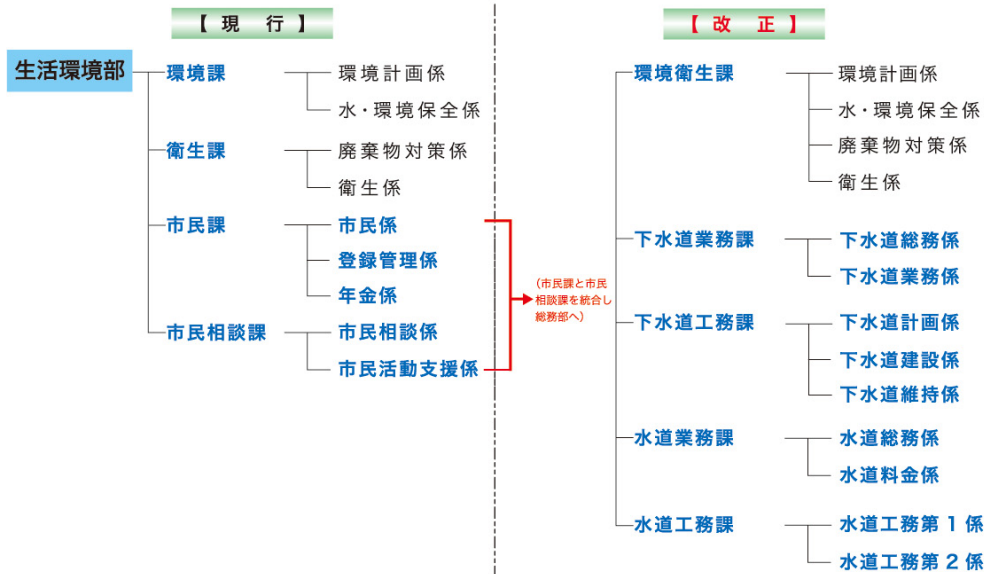 【 現 行 】
生活環境部
環境課
環境計画係
水・環境保全係
衛生課
廃棄物対策係
衛生係
市民課
市民係
登録管理係
年金係
市民相談課
市民相談係
市民活動支援係
(市民課と市民
相談課を統合し
総務部へ)
【 改 正 】
環境衛生課
環境計画係
水・環境保全係
廃棄物対策係
衛生係
下水道業務課
下水道総務係
下水道業務係
下水道工務課
下水道計画係
下水道建設係
下水道維持係
水道業務課
水道総務係
水道料金係
水道工務課
水道工務第1係
水道工務第2係